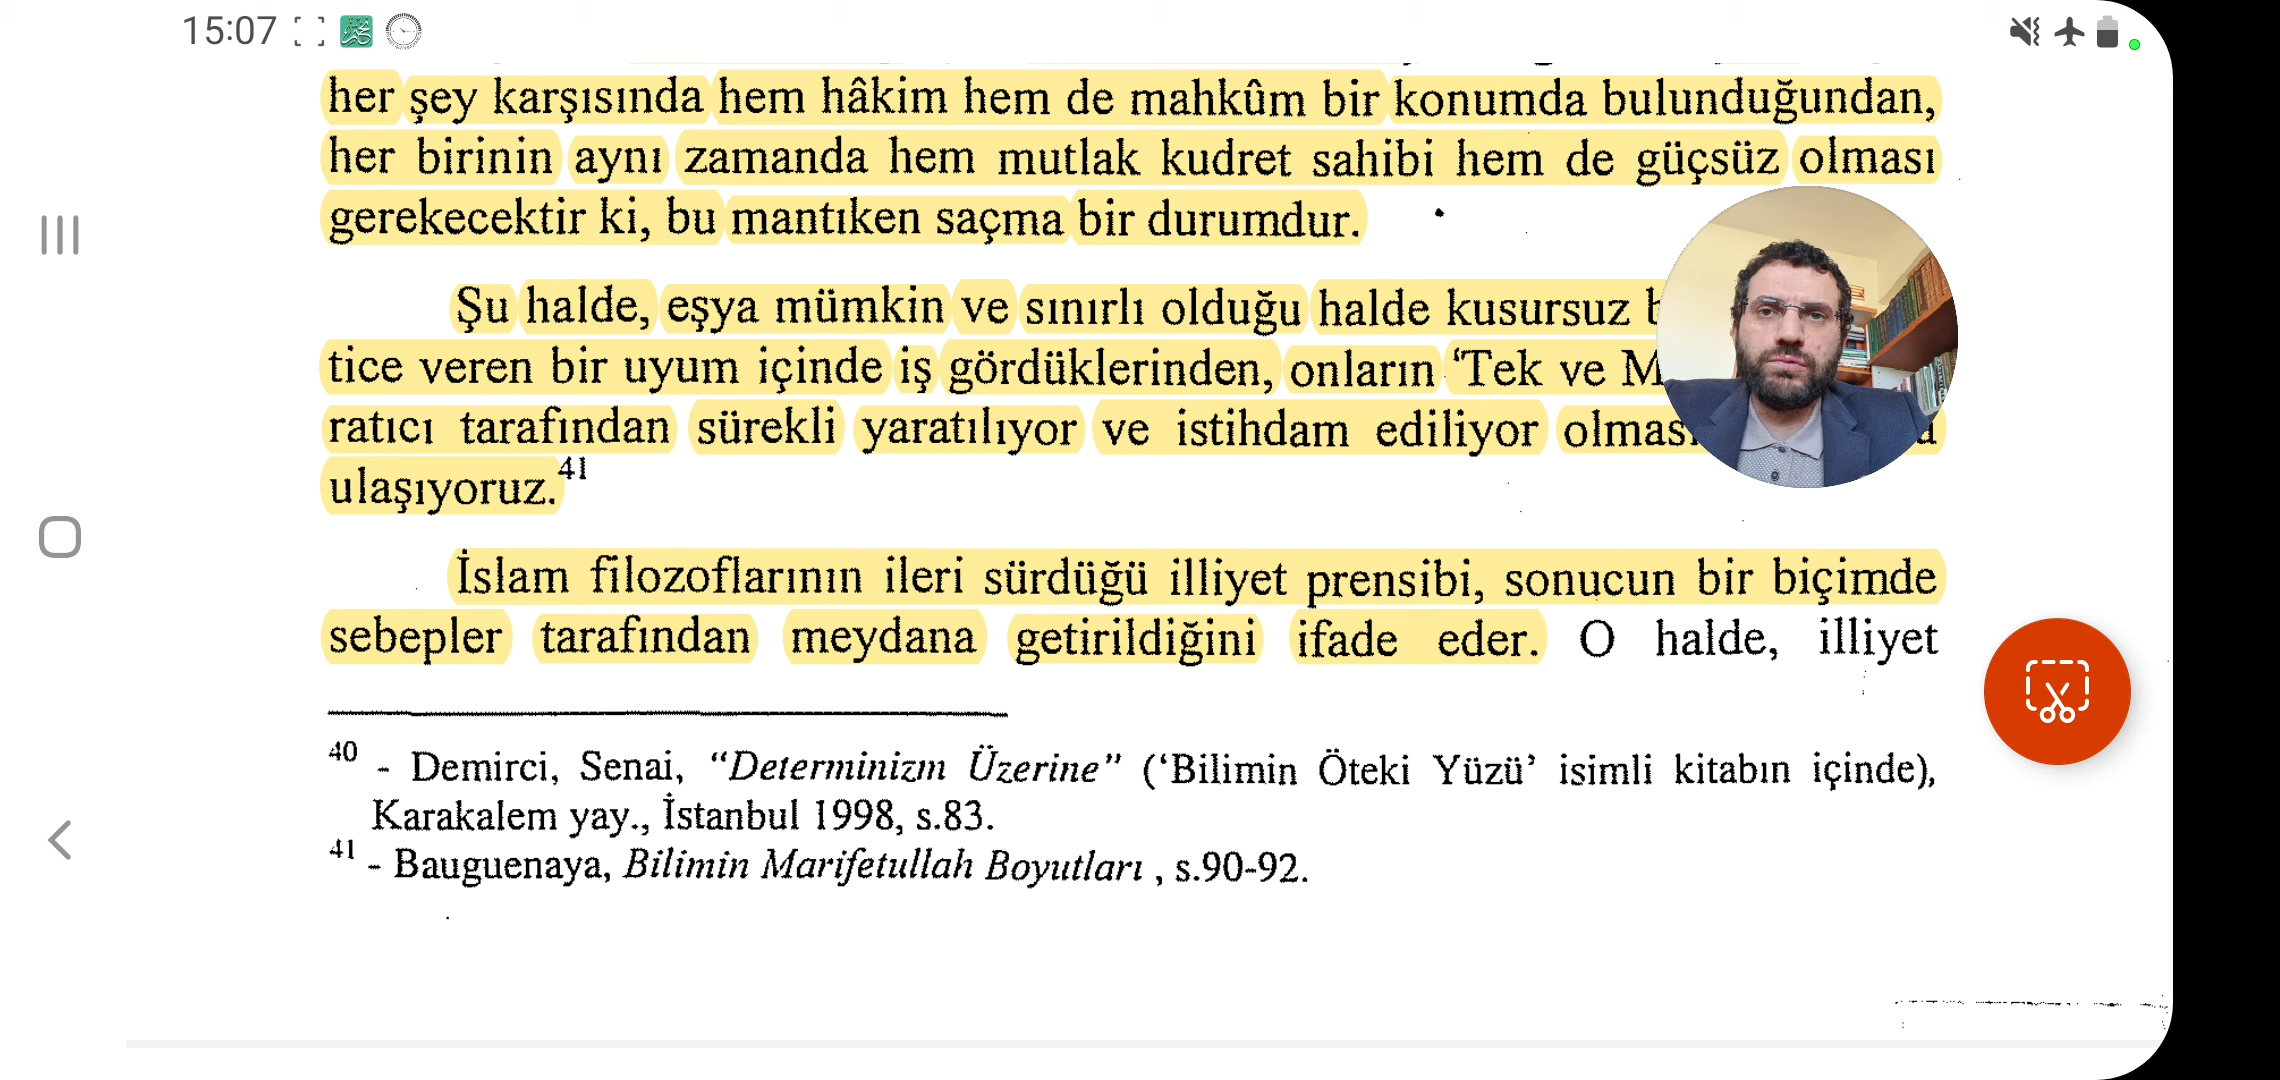 15:07
her şey karşısında hem hâkim hem de mahkûm bir konumda bulunduğundan,
her birinin aynı zamanda hem mutlak kudret sahibi hem de güçsüz olması
gerekecektir ki, bu mantıken saçma bir durumdur.
Şu halde, eşya mümkin ve sınırlı olduğu halde kusursuz
tice veren bir uyum içinde iş gördüklerinden, onların ‘Tek ve
ratıcı tarafından sürekli yaratılıyor ve istihdam ediliyor
ulaşıyoruz.41
İslam filozoflarının ileri sürdüğü illiyet prensibi, sonucun bir biçimde
sebepler tarafından meydana getirildiğini ifade eder. O halde, illiyet
40 - Demirci, Senai, “Determinizm Üzerine” (‘Bilimin Öteki Yüzü’ isimli kitabın içinde),
Karakalem yay., İstanbul 1998, s.83.
41 - Bauguenaya, Bilimin Marifetullah Boyutları , s.90-92.